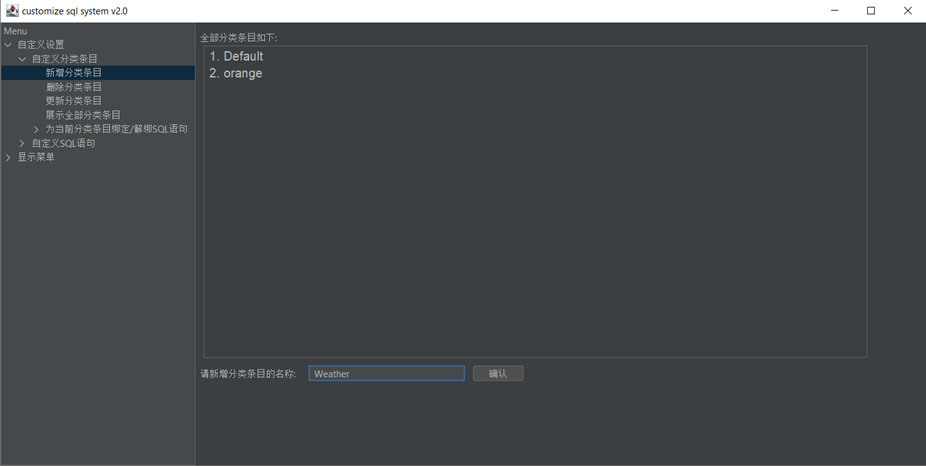 customize sql system v2.0
Menu
自定义设置
自定义分类条目
新增分类条目
删除分类条目
更新分类条目
展示全部分类条目
为当前分类条目绑定/解绑SQL语句
自定义SQL语句
显示菜单
全部分类条目如下:
1. Default
2. orange
请新增分类条目的名称:
Weather
确认